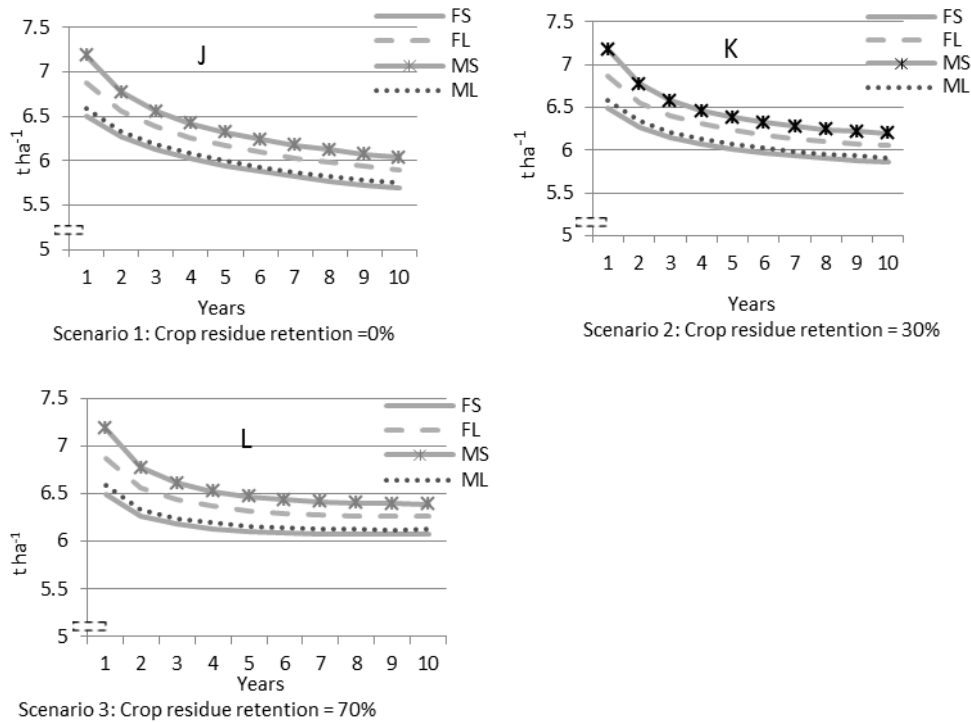 J
7.5
7
6.5
6
5.5
5
t ha-1
1 2 3 4 5 6 7 8 9 10
Years
FS
FL
MS
ML
Scenario 1: Crop residue retention =0%
K
7.5
7
6.5
6
5.5
5
t ha-1
1 2 3 4 5 6 7 8 9 10
Years
FS
FL
MS
ML
Scenario 2: Crop residue retention = 30%
L
7.5
7
6.5
6
5.5
5
t ha-1
1 2 3 4 5 6 7 8 9 10
Years
FS
FL
MS
ML
Scenario 3: Crop residue retention = 70%